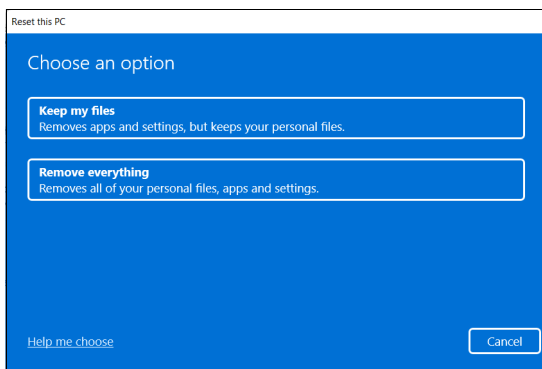 Reset this PC
Choose an option
Keep my files
Removes apps and settings, but keeps your personal files.
Remove everything
Removes all of your personal files, apps and settings.
Help me choose
Cancel